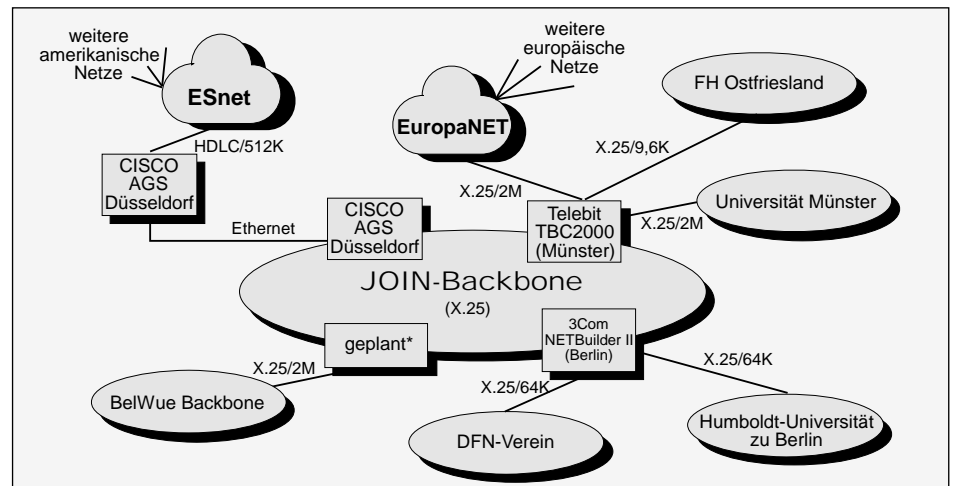 weitere
amerikanische
Netze
ESnet
HDLC/512K
CISCO
AGS
Düsseldorf
Ethernet
weitere
europäische
Netze
EuropaNET
X.25/2M
FH Ostfriesland
X.25/9,6K
CISCO
AGS
Düsseldorf
Telebit
TBC2000
(Münster)
Universität Münster
X.25/2M
JOIN-Backbone
(X.25)
geplant*
X.25/2M
BelWue Backbone
3Com
NETBuilder II
(Berlin)
X.25/64K
DFN-Verein
X.25/64K
Humboldt-Universität
zu Berlin